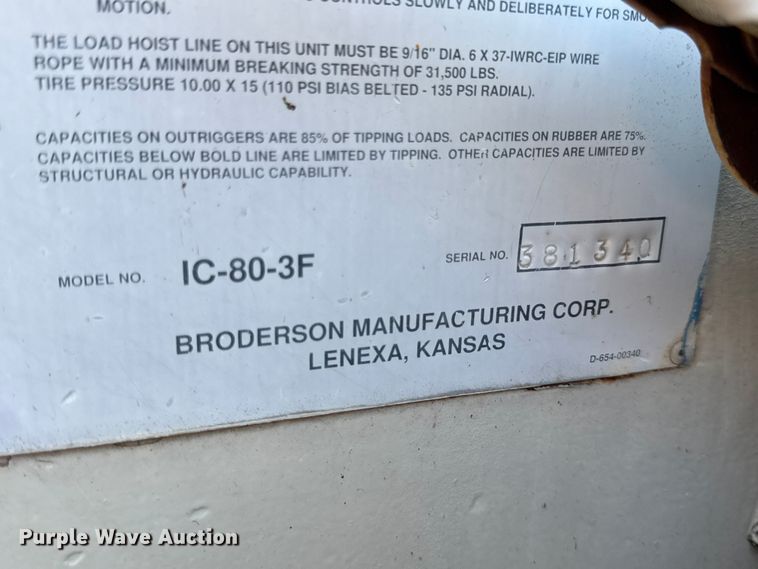 SLOWLY AND DELIBERATELY FOR
MOTION.
THE LOAD HOIST LINE ON THIS UNIT MUST BE 9/16" DIA. 6 X 37-IWRC-EIP WIRE
ROPE WITH A MINIMUM BREAKING STRENGTH OF 31,500 LBS.
TIRE PRESSURE 10.00 X 15 (110 PSI BIAS BELTED - 135 PSI RADIAL).
CAPACITIES ON OUTRIGGERS ARE 85% OF TIPPING LOADS. CAPACITIES ON RUBBER ARE 75%.
CAPACITIES BELOW BOLD LINE ARE LIMITED BY TIPPING. OTHER CAPACITIES ARE LIMITED BY
STRUCTURAL OR HYDRAULIC CAPABILITY.
MODEL NO. IC-80-3F SERIAL NO. 381340
BRODERSON MANUFACTURING CORP.
LENEXA, KANSAS
D-654-00340
Purple Wave Auction